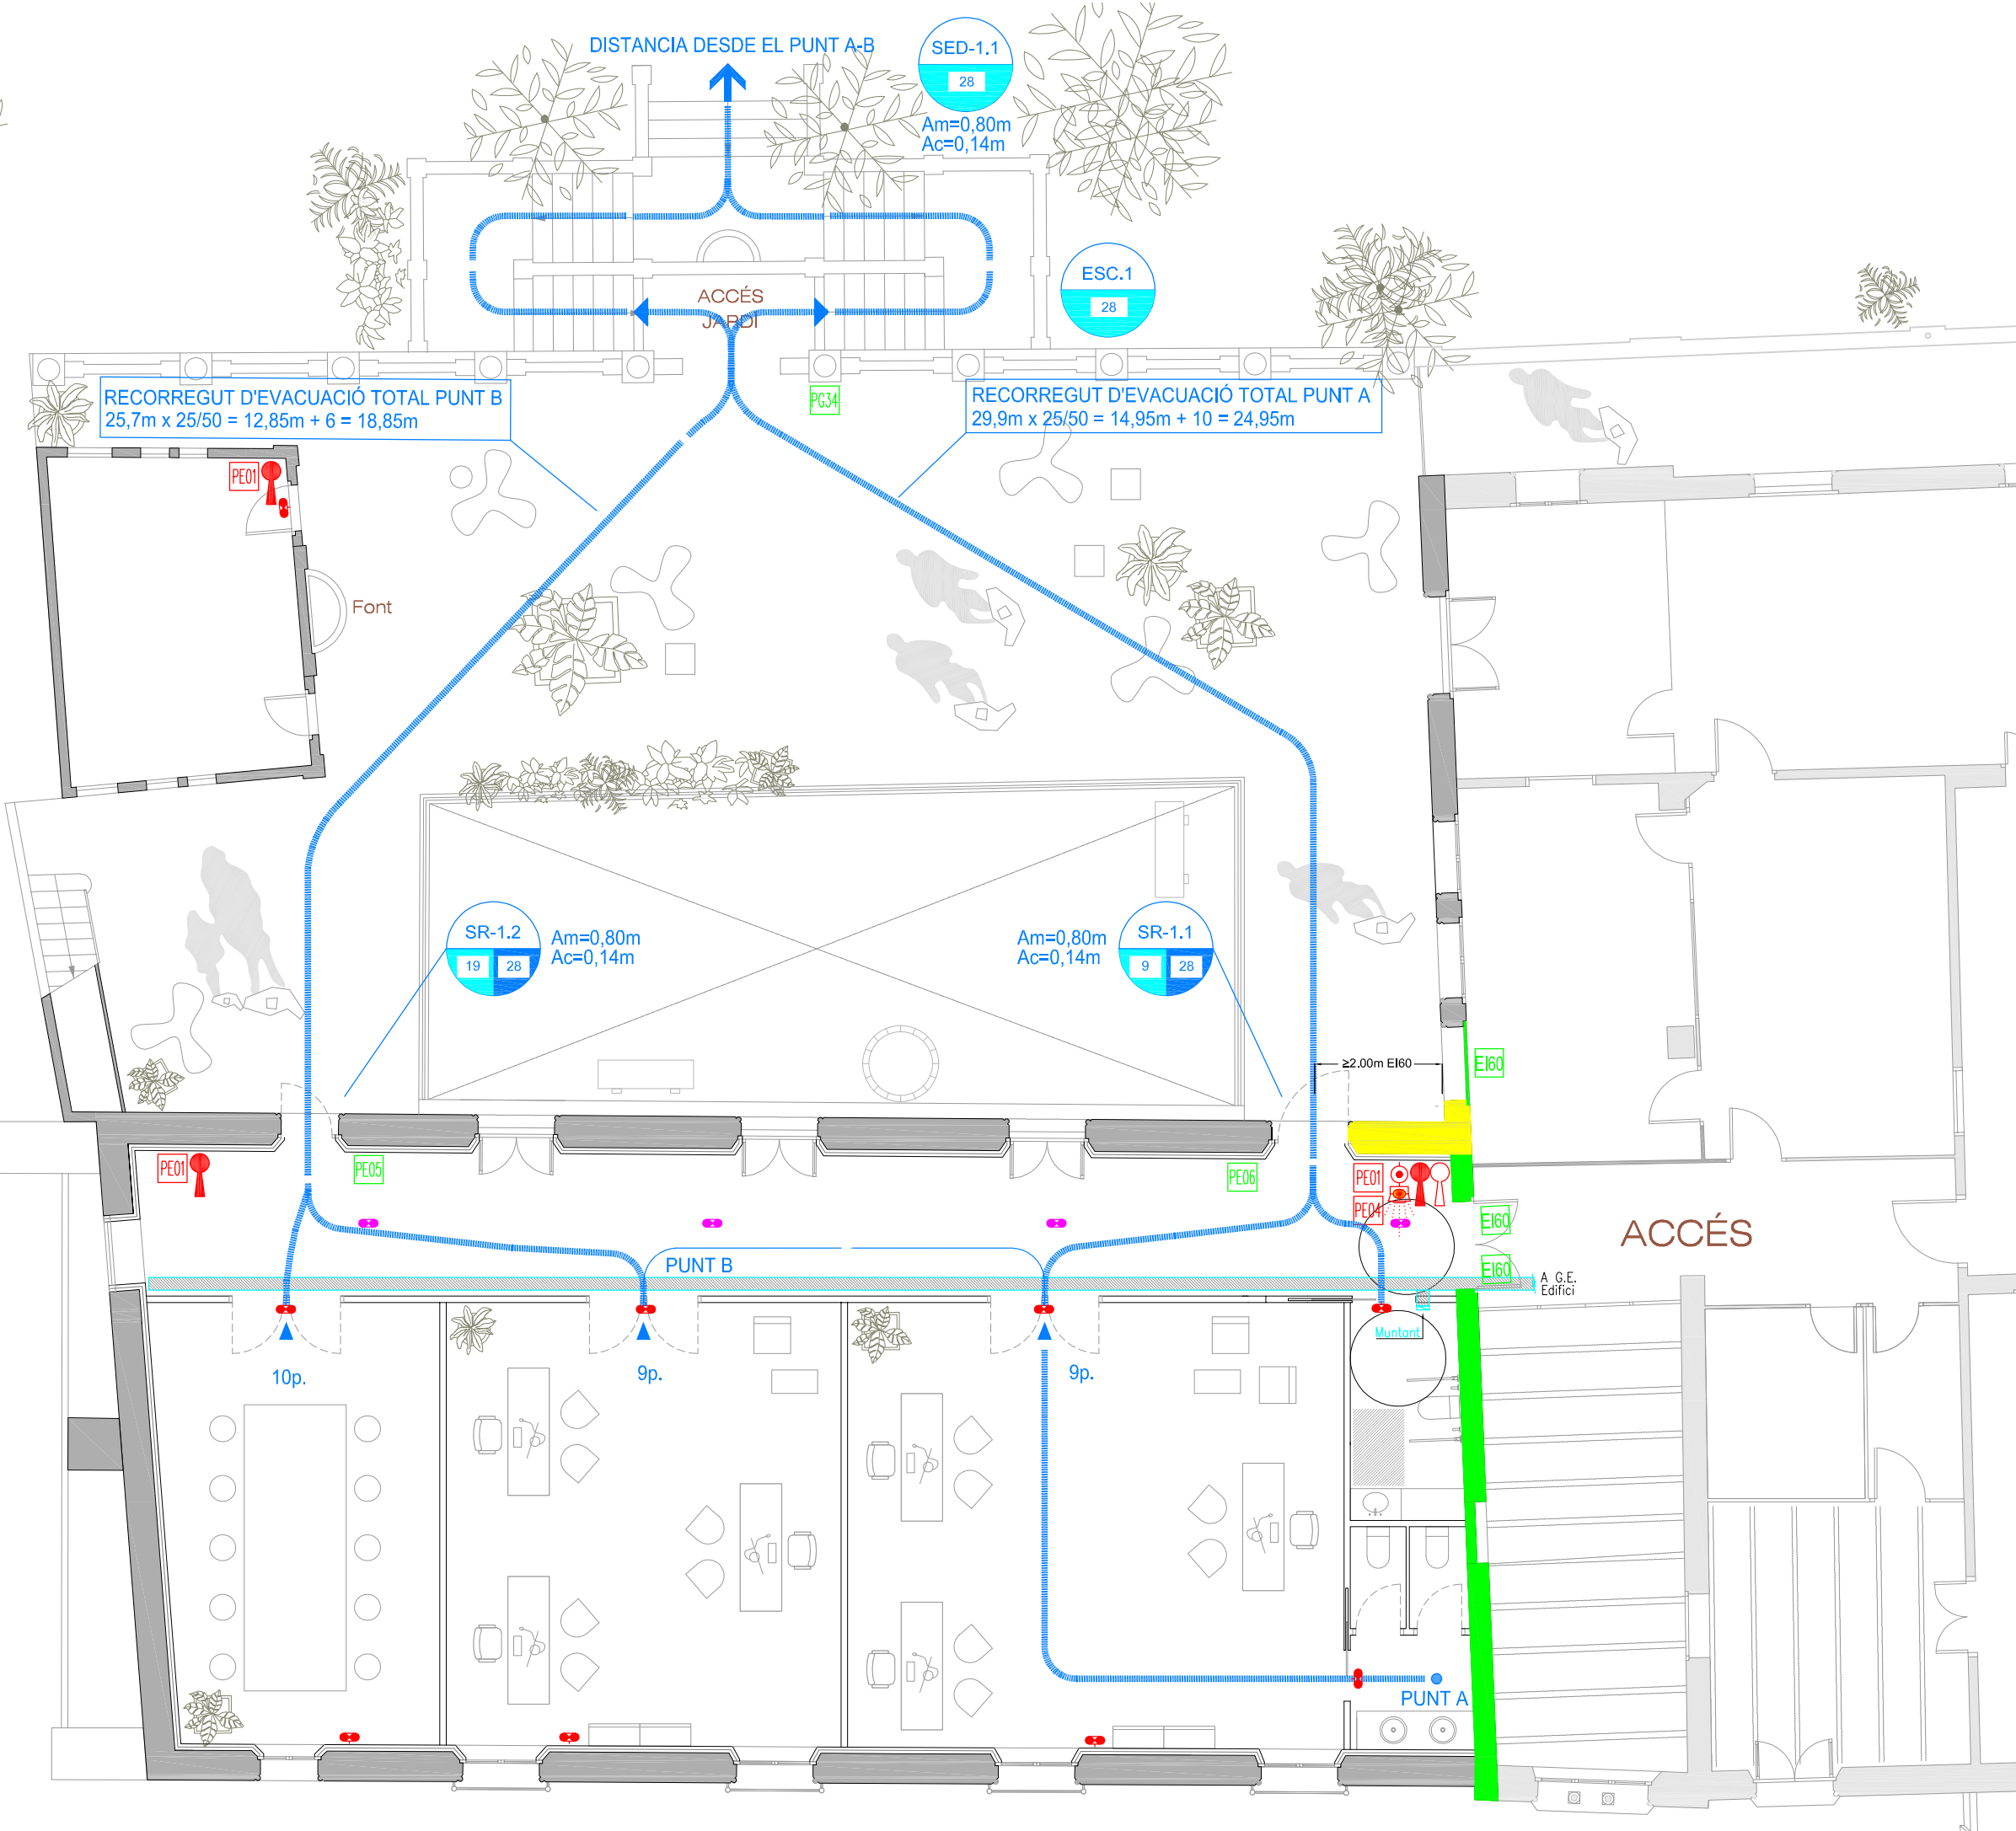 DISTANCIA DESDE EL PUNT A-B
SED-1.1
28
Am=0,80m
Ac=0,14m
ESC.1
28
ACCÉS
JARDÍ
RECORREGUT D'EVACUACIÓ TOTAL PUNT B
25,7m x 25/50 = 12,85m + 6 = 18,85m
PG34
RECORREGUT D'EVACUACIÓ TOTAL PUNT A
29,9m x 25/50 = 14,95m + 10 = 24,95m
PE01
Font
SR-1.2
19
28
Am=0,80m
Ac=0,14m
Am=0,80m
Ac=0,14m
SR-1.1
9
28
≥2.00m EI60
EI60
PE01
PE05
PE06
PE01
PE04
EI60
EI60
ACCÉS
PUNT B
A G.E.
Edifici
Muntant
10p.
9p.
9p.
PUNT A